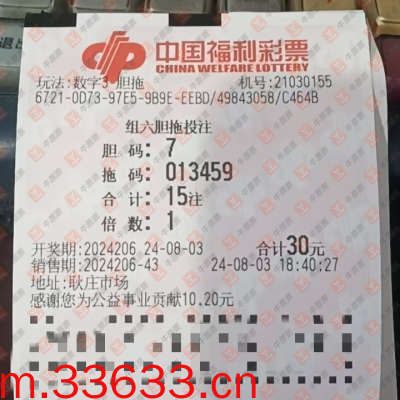 中国福利彩票
CHINA WELFARE LOTTERY
玩法:数字3 胆拖 机号:21030155
6721-0D73-97E5-9B9E-EEBD/49843058/C464B
组六胆拖投注
胆 码: 7
拖 码: 013459
合 计: 15注
倍 数: 1
开奖期:2024206 24-08-03 合计30元
销售期:2024206-43 24-08-03 18:40:27
地址:耿庄市场
感谢您为公益事业贡献10.20元
m.33633.cn